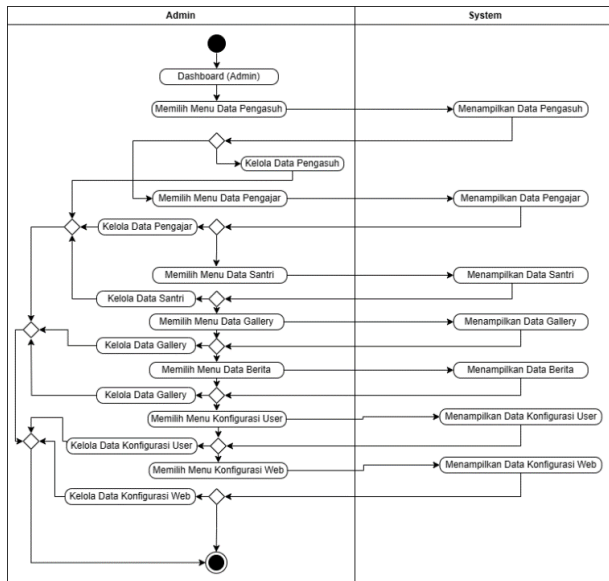 Admin
System
Dashboard (Admin)
Memilih Menu Data Pengasuh
Menampilkan Data Pengasuh
Kelola Data Pengasuh
Memilih Menu Data Pengajar
Menampilkan Data Pengajar
Kelola Data Pengajar
Memilih Menu Data Santri
Menampilkan Data Santri
Kelola Data Santri
Memilih Menu Data Gallery
Menampilkan Data Gallery
Kelola Data Gallery
Memilih Menu Data Berita
Menampilkan Data Berita
Kelola Data Gallery
Memilih Menu Konfigurasi User
Menampilkan Data Konfigurasi User
Kelola Data Konfigurasi User
Memilih Menu Konfigurasi Web
Menampilkan Data Konfigurasi Web
Kelola Data Konfigurasi Web